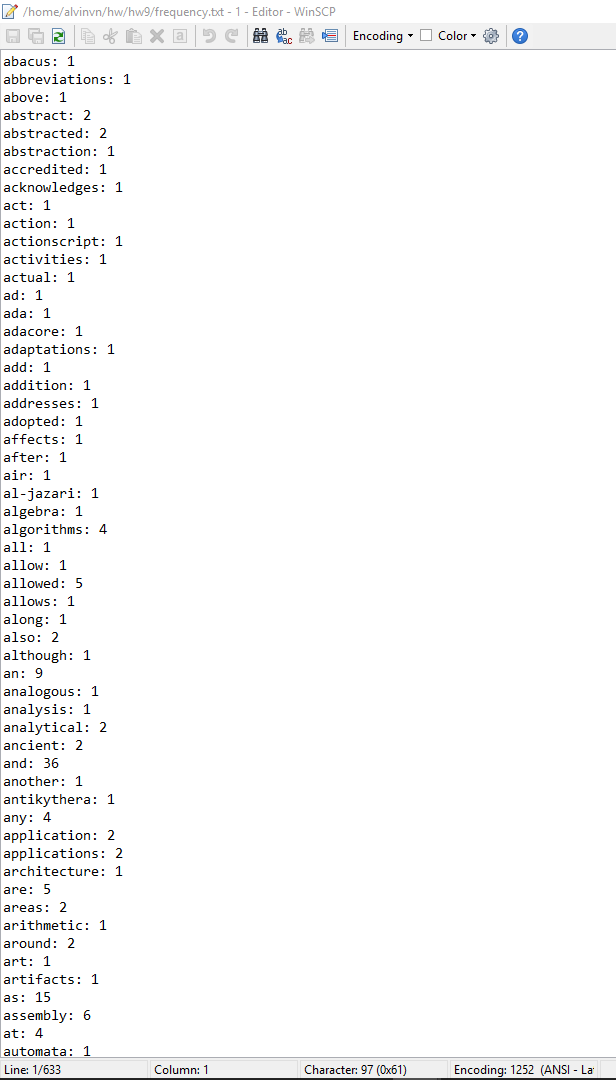 /home/alvinvn/hw/hw9/frequency.txt - 1 - Editor - WinSCP
Encoding Color
abacus: 1
abbreviations: 1
above: 1
abstract: 2
abstracted: 2
abstraction: 1
accredited: 1
acknowledges: 1
act: 1
action: 1
actionscript: 1
activities: 1
actual: 1
ad: 1
ada: 1
adacore: 1
adaptations: 1
add: 1
addition: 1
addresses: 1
adopted: 1
affects: 1
after: 1
air: 1
al-jazari: 1
algebra: 1
algorithms: 4
all: 1
allow: 1
allowed: 5
allows: 1
along: 1
also: 2
although: 1
an: 9
analogous: 1
analysis: 1
analytical: 2
ancient: 2
and: 36
another: 1
antikythera: 1
any: 4
application: 2
applications: 2
architecture: 1
are: 5
areas: 2
arithmetic: 1
around: 2
art: 1
artifacts: 1
as: 15
assembly: 6
at: 4
automata: 1
Line: 1/633 Column: 1 Character: 97 (0x61) Encoding: 1252 (ANSI - La